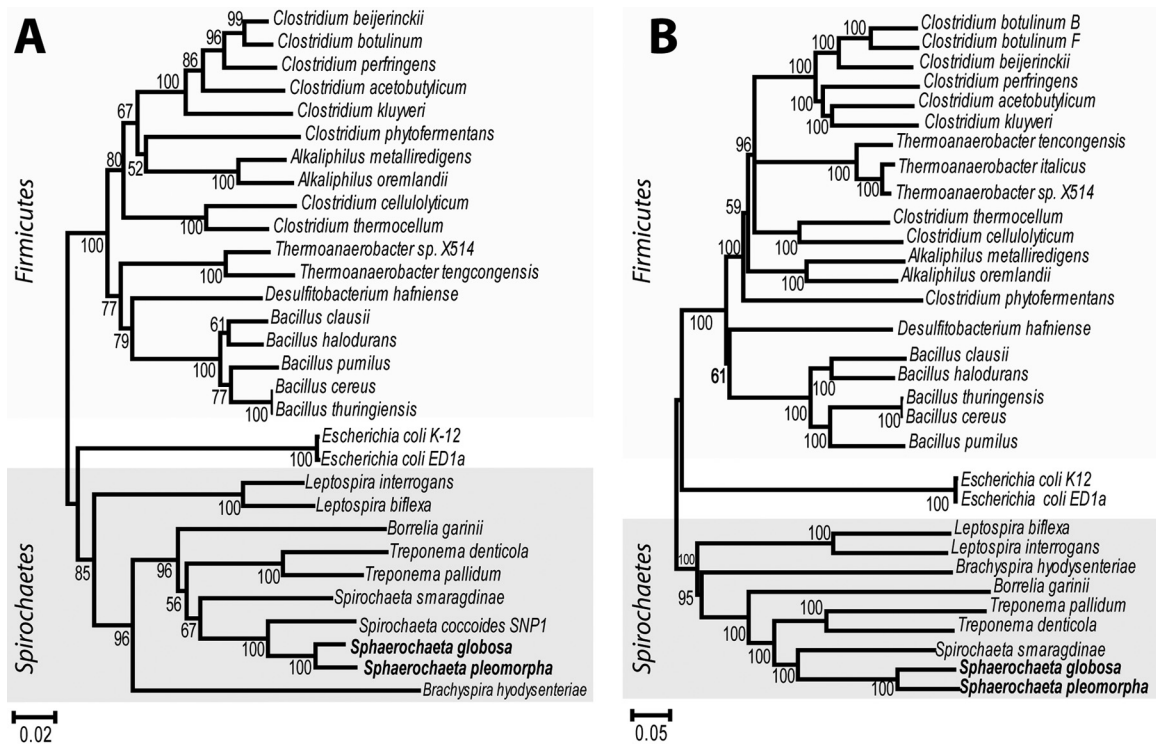 A
Firmicutes
Spirochaetes
99
Clostridium beijerinckii
96
Clostridium botulinum
86
Clostridium perfringens
100
Clostridium acetobutylicum
67
Clostridium kluyveri
80
Clostridium phytofermentans
52
Alkaliphilus metalliredigens
100
Alkaliphilus oremlandii
Clostridium cellulolyticum
100
Clostridium thermocellum
100
Thermoanaerobacter sp. X514
100
Thermoanaerobacter tengcongensis
77
Desulfitobacterium hafniense
79
61
Bacillus clausii
Bacillus halodurans
100
Bacillus pumilus
77
Bacillus cereus
100
Bacillus thuringiensis
Escherichia coli K-12
100
Escherichia coli ED1a
Leptospira interrogans
100
Leptospira biflexa
85
Borrelia garinii
96
Treponema denticola
100
Treponema pallidum
56
Spirochaeta smaragdinae
67
Spirochaeta coccoides SNP1
96
100
Sphaerochaeta globosa
100
Sphaerochaeta pleomorpha
Brachyspira hyodysenteriae
0.02
B
Firmicutes
Spirochaetes
100
Clostridium botulinum B
100
Clostridium botulinum F
100
Clostridium beijerinckii
Clostridium perfringens
100
Clostridium acetobutylicum
100
Clostridium kluyveri
96
Thermoanaerobacter tencongensis
100
Thermoanaerobacter italicus
100
Thermoanaerobacter sp. X514
59
Clostridium thermocellum
100
Clostridium cellulolyticum
100
Alkaliphilus metalliredigens
100
Alkaliphilus oremlandii
Clostridium phytofermentans
100
Desulfitobacterium hafniense
61
Bacillus clausii
100
Bacillus halodurans
100
Bacillus thuringensis
100
Bacillus cereus
100
Bacillus pumilus
Escherichia coli K12
100
Escherichia coli ED1a
100
Leptospira biflexa
100
Leptospira interrogans
Brachyspira hyodysenteriae
95
Borrelia garinii
100
Treponema pallidum
100
Treponema denticola
100
Spirochaeta smaragdinae
100
Sphaerochaeta globosa
100
Sphaerochaeta pleomorpha
0.05